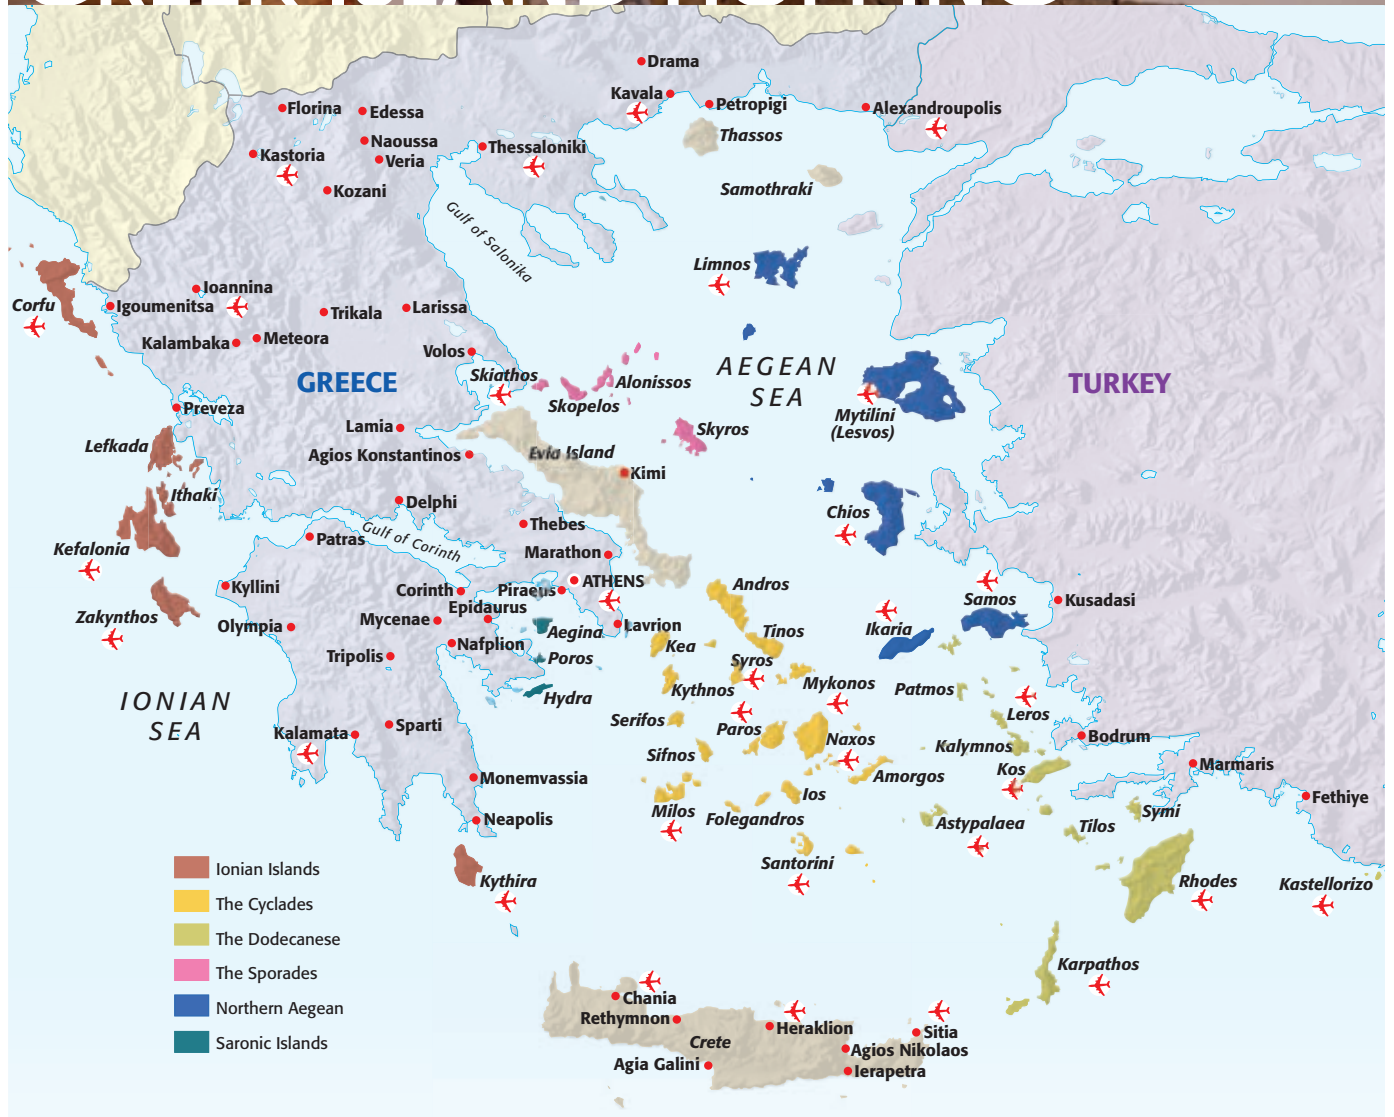 Drama
Kavala
Petropigi
Alexandroupolis
Florina
Edessa
Naoussa
Veria
Kastoria
Kozani
Thessaloniki
Thassos
Samothraki
Gulf of Salonika
Limnos
Corfu
Igoumenitsa
Ioannina
Trikala
Larissa
Kalambaka
Meteora
Volos
GREECE
Skiathos
Skopelos
Alonissos
AEGEAN
SEA
TURKEY
Mytilini
(Lesvos)
Preveza
Lefkada
Lamia
Agios Konstantinos
Evia Island
Kimi
Skyros
Ithaki
Kefalonia
Delphi
Gulf of Corinth
Patras
Thebes
Marathon
Chios
Kyllini
Zakynthos
Olympia
Corinth
Piraeus
ATHENS
Epidaurus
Mycenae
Nafplion
Tripolis
Aegina
Lavrion
Poros
Hydra
Andros
Tinos
Kea
Syros
Kythnos
Mykonos
Ikaria
Samos
Kusadasi
Patmos
Leros
IONIAN
SEA
Kalamata
Sparti
Serifos
Sifnos
Paros
Naxos
Amorgos
Kalymnos
Kos
Bodrum
Marmaris
Fethiye
Monemvassia
Neapolis
Milos
Folegandros
Ios
Santorini
Astypalaea
Tilos
Symi
Rhodes
Kastellorizo
Kythira
Karpathos
Chania
Rethymnon
Heraklion
Sitia
Crete
Agios Nikolaos
Agia Galini
Ierapetra
Ionian Islands
The Cyclades
The Dodecanese
The Sporades
Northern Aegean
Saronic Islands